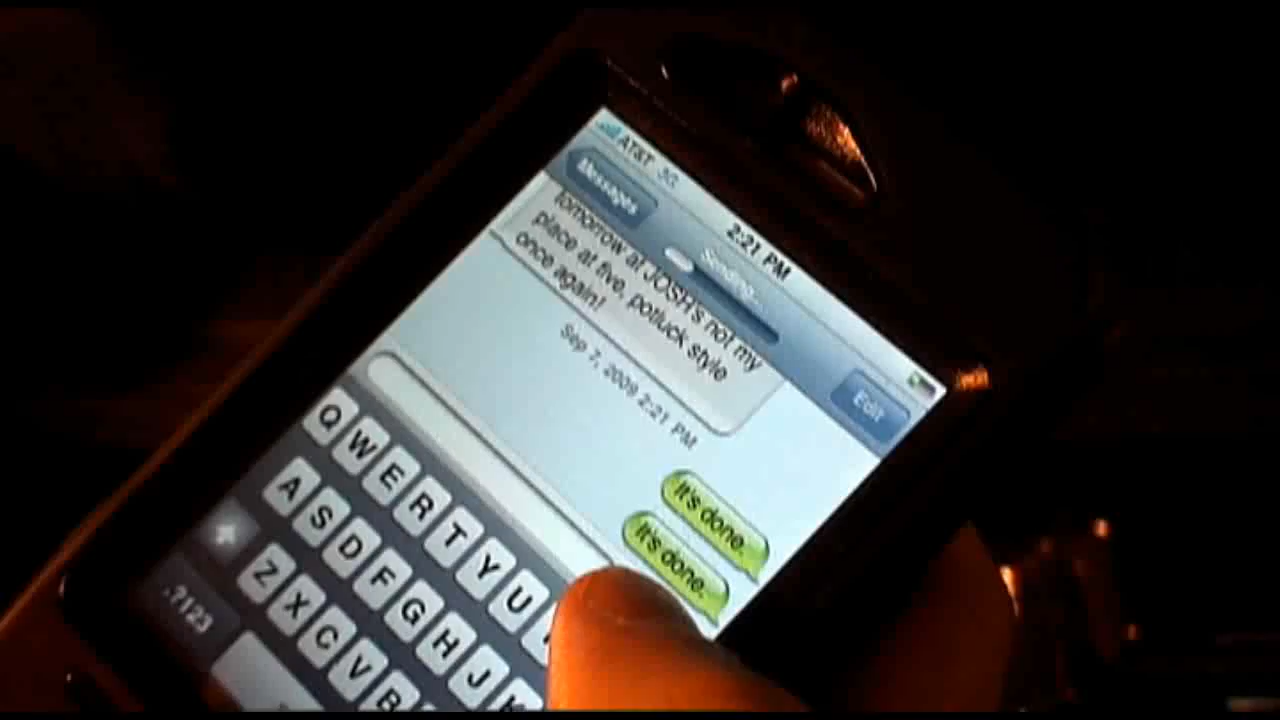 AT&T 3G
2:21 PM
Messages
Sending...
Edit
tomorrow at JOSH's not my
place at five, potluck style
once again!
Sep 7, 2009 2:21 PM
It's done.
It's done.
Q W E R T Y U
A S D F G H J K
Z X C V B
.?123